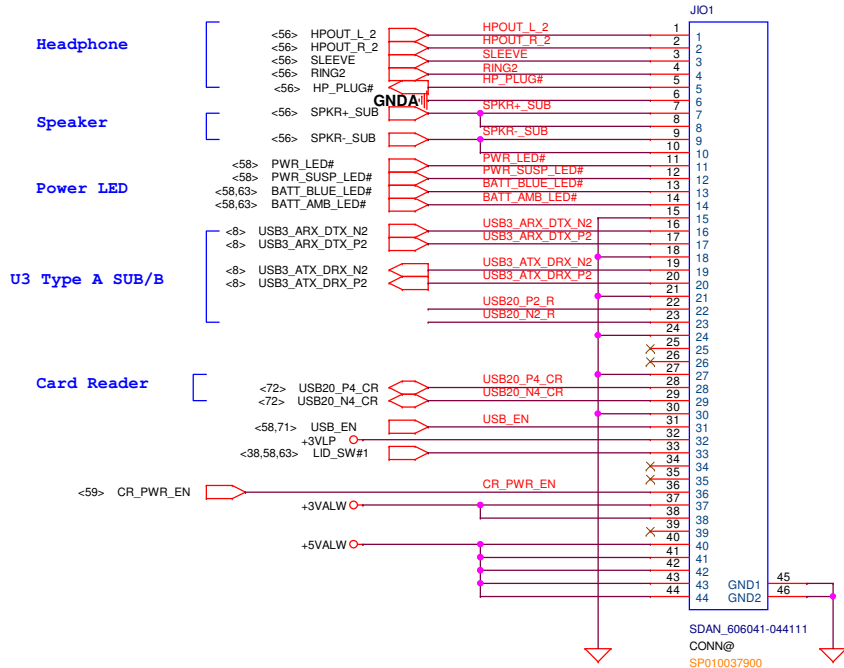 JIO1
Headphone
<56> HPOUT_L_2 HPOUT_L_2 1 1
<56> HPOUT_R_2 HPOUT_R_2 2 2
<56> SLEEVE SLEEVE 3 3
<56> RING2 RING2 4 4
<56> HP_PLUG# HP_PLUG# 5 5
GNDA 6 6
Speaker
<56> SPKR+_SUB SPKR+_SUB 7 7
8 8
<56> SPKR-_SUB SPKR-_SUB 9 9
10 10
Power LED
<58> PWR_LED# PWR_LED# 11 11
<58> PWR_SUSP_LED# PWR_SUSP_LED# 12 12
<58,63> BATT_BLUE_LED# BATT_BLUE_LED# 13 13
<58,63> BATT_AMB_LED# BATT_AMB_LED# 14 14
15 15
U3 Type A SUB/B
<8> USB3_ARX_DTX_N2 USB3_ARX_DTX_N2 16 16
<8> USB3_ARX_DTX_P2 USB3_ARX_DTX_P2 17 17
18 18
<8> USB3_ATX_DRX_N2 USB3_ATX_DRX_N2 19 19
<8> USB3_ATX_DRX_P2 USB3_ATX_DRX_P2 20 20
21 21
USB20_P2_R 22 22
USB20_N2_R 23 23
24 24
25 25
26 26
27 27
Card Reader
<72> USB20_P4_CR USB20_P4_CR 28 28
<72> USB20_N4_CR USB20_N4_CR 29 29
30 30
<58,71> USB_EN USB_EN 31 31
+3VLP 32 32
<38,58,63> LID_SW#1 33 33
34 34
35 35
<59> CR_PWR_EN CR_PWR_EN 36 36
+3VALW 37 37
38 38
39 39
+5VALW 40 40
41 41
42 42
43 43 GND1 45
44 44 GND2 46
SDAN_606041-044111
CONN@
SP010037900